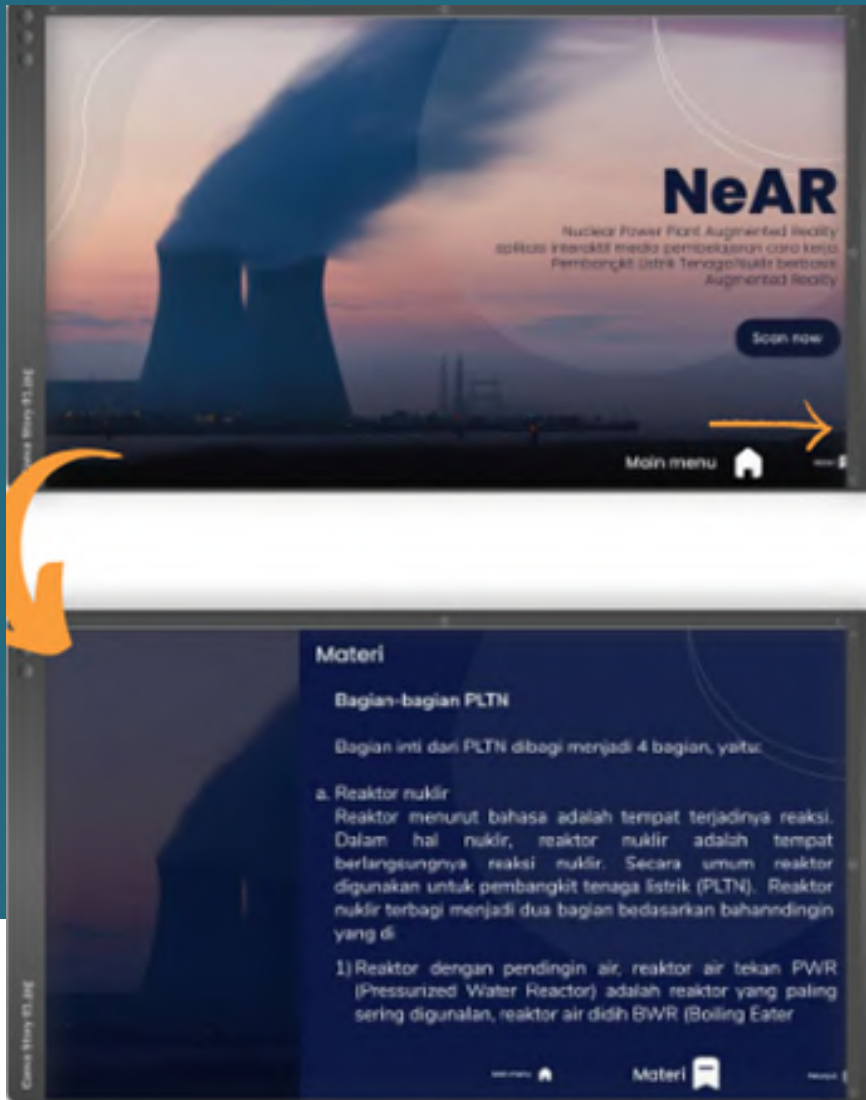 NeAR
Nuclear Power Plant Augmented Reality
aplikasi interaktif media pembelajaran cara kerja
Pembangkit Listrik Tenaga Nuklir berbasis
Augmented Reality
Scan now
Main menu
Materi
Bagian-bagian PLTN
Bagian inti dari PLTN dibagi menjadi 4 bagian, yaitu:
a. Reaktor nuklir
Reaktor menurut bahasa adalah tempat terjadinya reaksi.
Dalam hal nuklir, reaktor nuklir adalah tempat
berlangsungnya reaksi nuklir. Secara umum reaktor
digunakan untuk pembangkit tenaga listrik (PLTN). Reaktor
nuklir terbagi menjadi dua bagian bedasarkan bahanndingin
yang di
1) Reaktor dengan pendingin air, reaktor air tekan PWR
(Pressurized Water Reactor) adalah reaktor yang paling
sering digunalan, reaktor air didih BWR (Boiling Eater
Materi